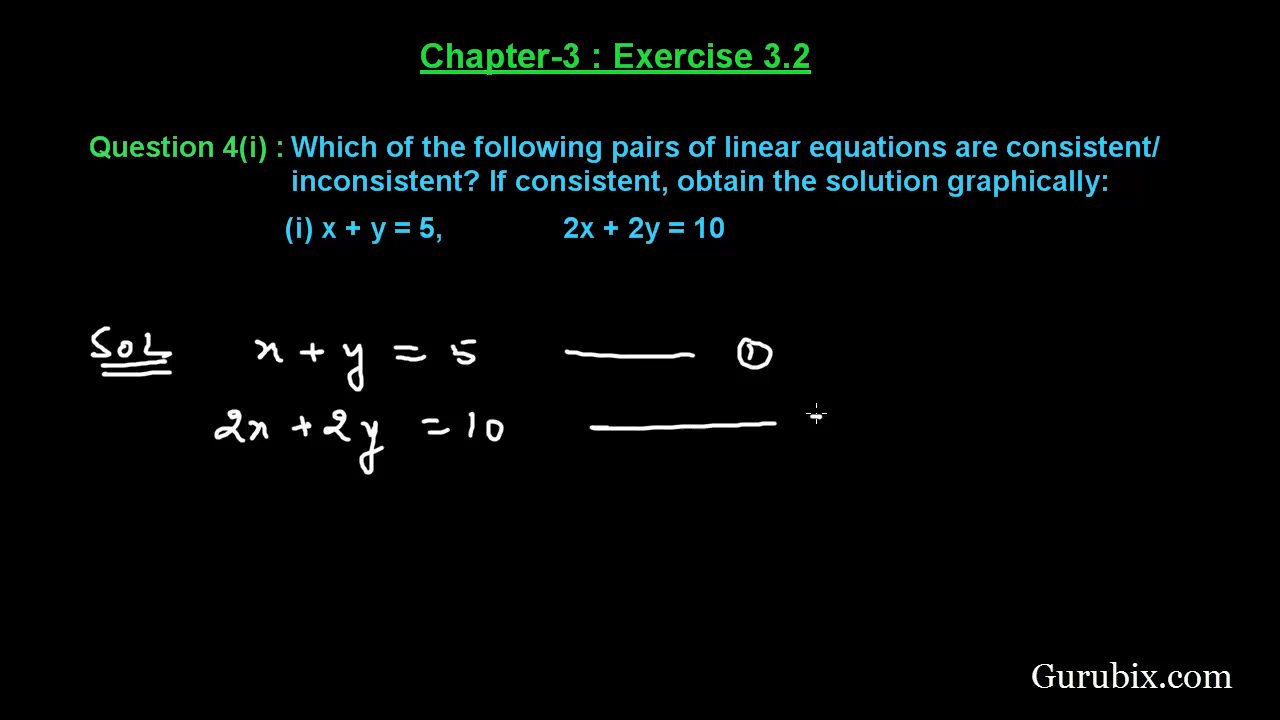 Chapter-3 : Exercise 3.2
Question 4(i) : Which of the following pairs of linear equations are consistent/
inconsistent? If consistent, obtain the solution graphically:
(i) x + y = 5, 2x + 2y = 10
SOL x + y = 5 —— ①
2x + 2y = 10 ——
Gurubix.com